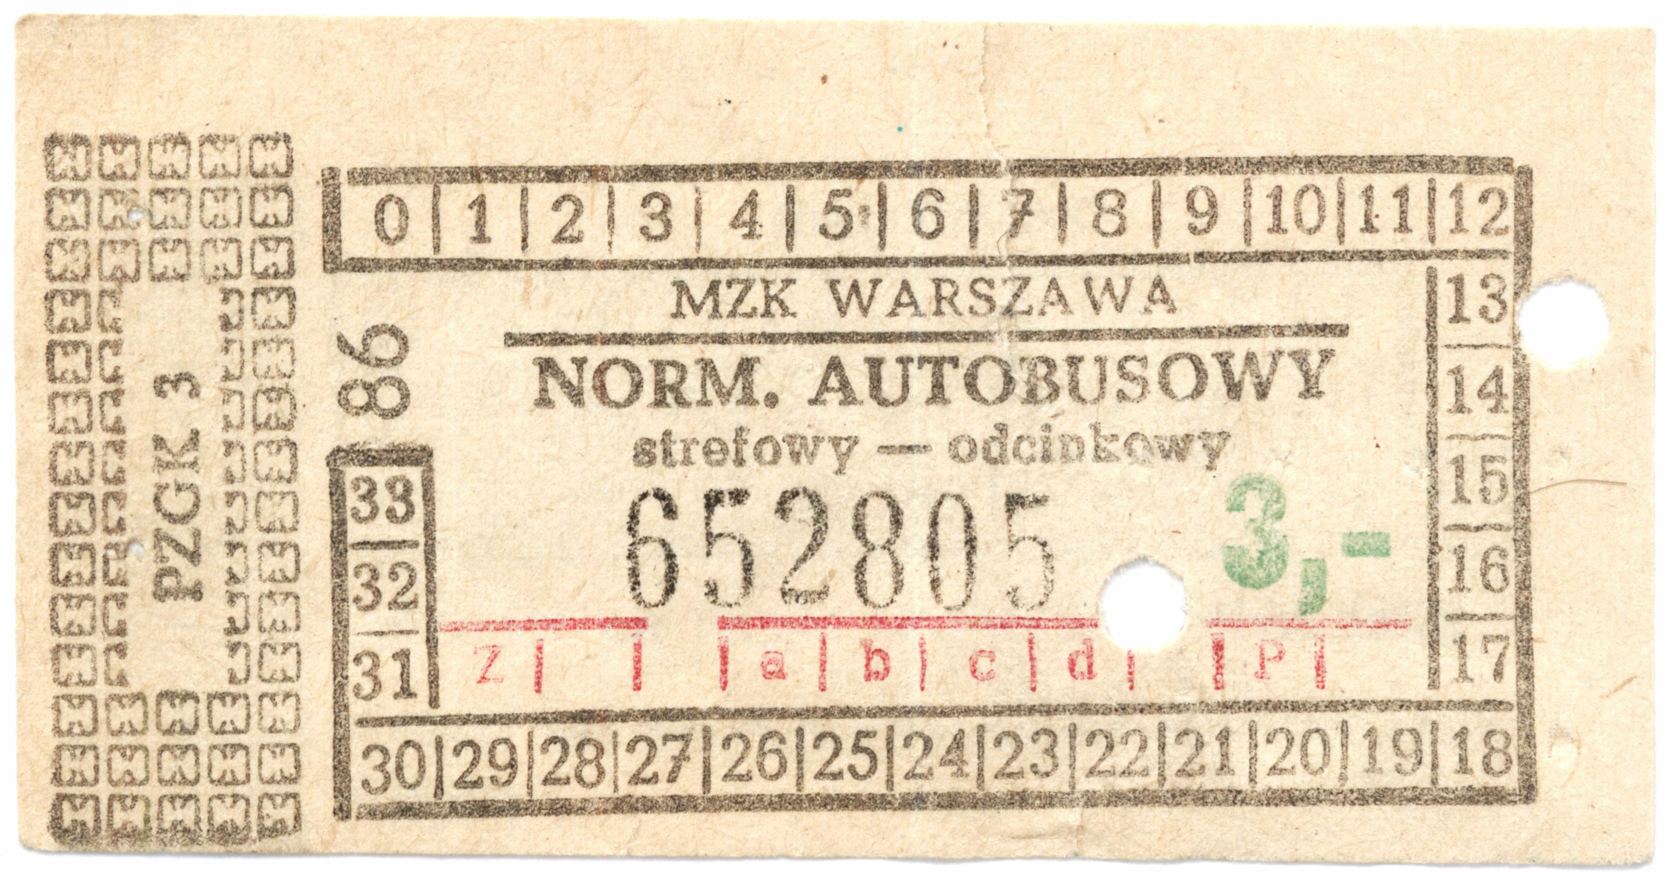 0 1 2 3 4 5 6 7 8 9 10 11 12
MZK WARSZAWA
13
NORM. AUTOBUSOWY
14
strefowy — odcinkowy
15
652805
3,-
16
Z a b c d P
17
30 29 28 27 26 25 24 23 22 21 20 19 18
33
32
31
86
PZGK 3